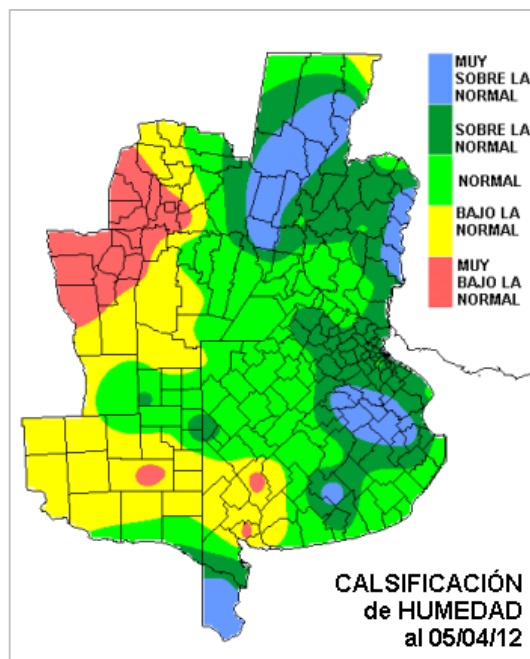 MUY
SOBRE LA
NORMAL
SOBRE LA
NORMAL
NORMAL
BAJO LA
NORMAL
MUY
BAJO LA
NORMAL
CALSIFICACIÓN
de HUMEDAD
al 05/04/12